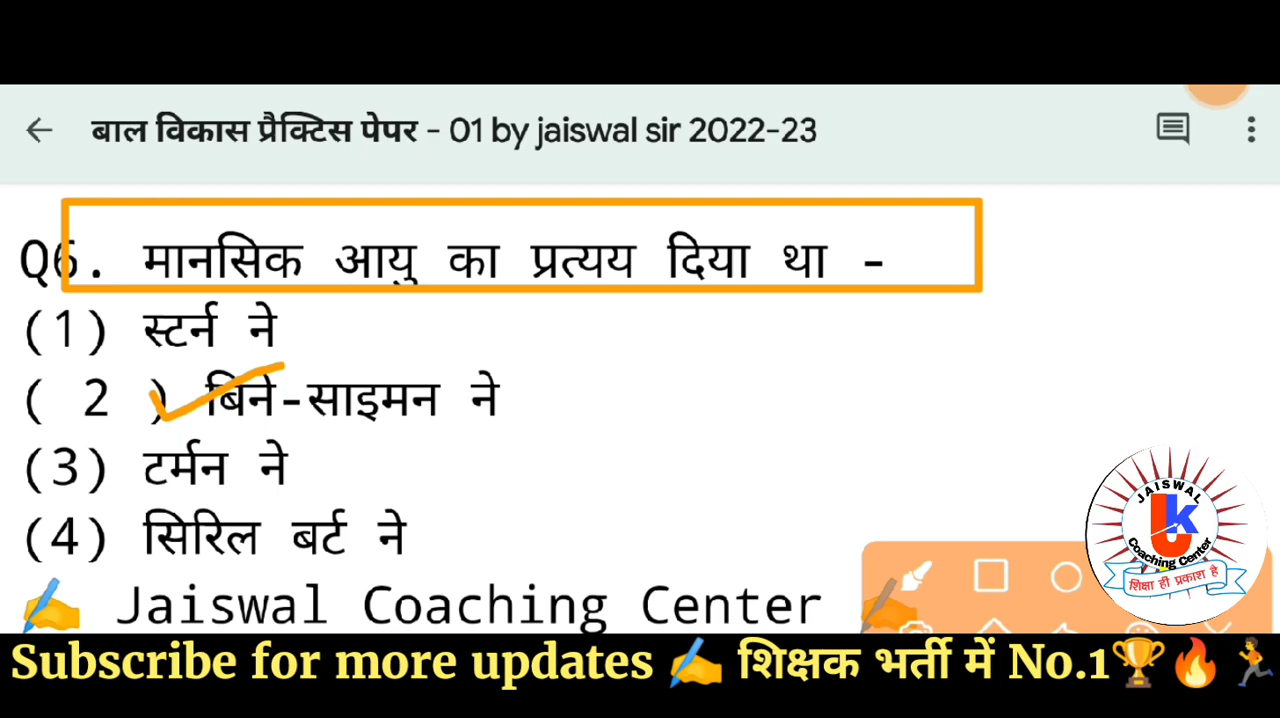 बाल विकास प्रैक्टिस पेपर - 01 by jaiswal sir 2022-23
Q6. मानसिक आयु का प्रत्यय दिया था -
(1) स्टर्न ने
( 2 ) बिने-साइमन ने
(3) टर्मन ने
(4) सिरिल बर्ट ने
✍ Jaiswal Coaching Center ✍
JAISWAL
UK
Coaching Center
शिक्षा ही प्रकाश है
Subscribe for more updates ✍ शिक्षक भर्ती में No.1🏆🔥🏃